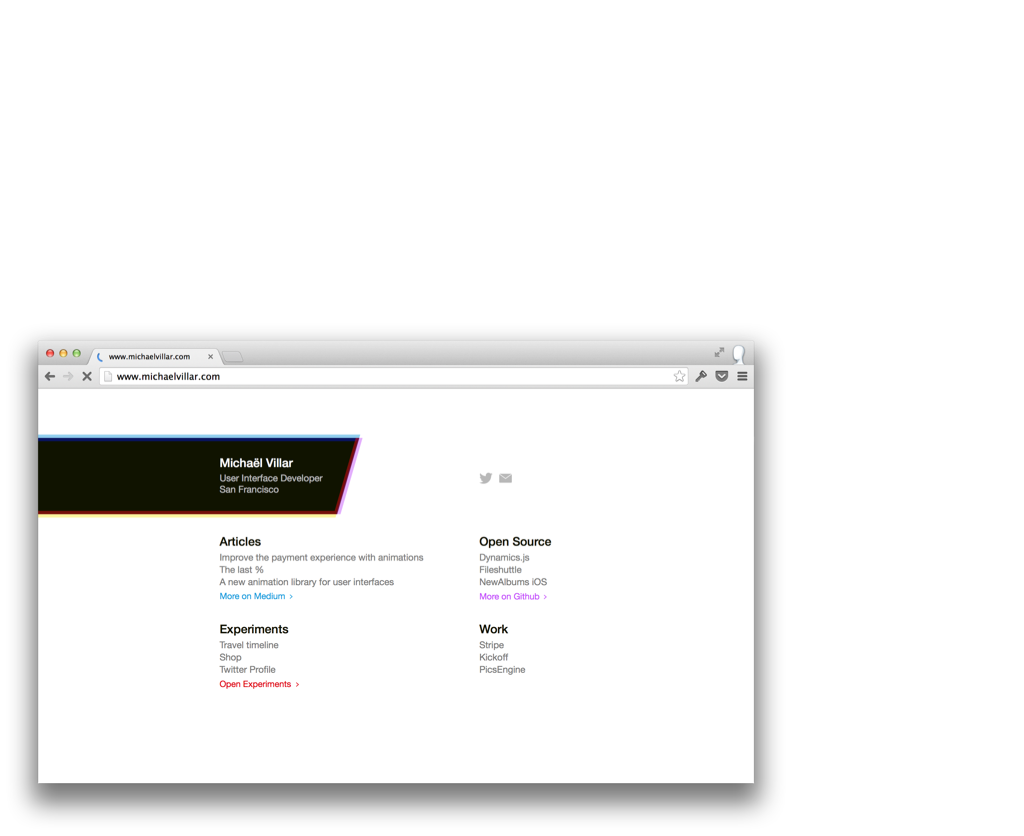 www.michaelvillar.com
www.michaelvillar.com
Michaël Villar
User Interface Developer
San Francisco
Articles
Improve the payment experience with animations
The last %
A new animation library for user interfaces
More on Medium >
Open Source
Dynamics.js
Fileshuttle
NewAlbums iOS
More on Github >
Experiments
Travel timeline
Shop
Twitter Profile
Open Experiments >
Work
Stripe
Kickoff
PicsEngine